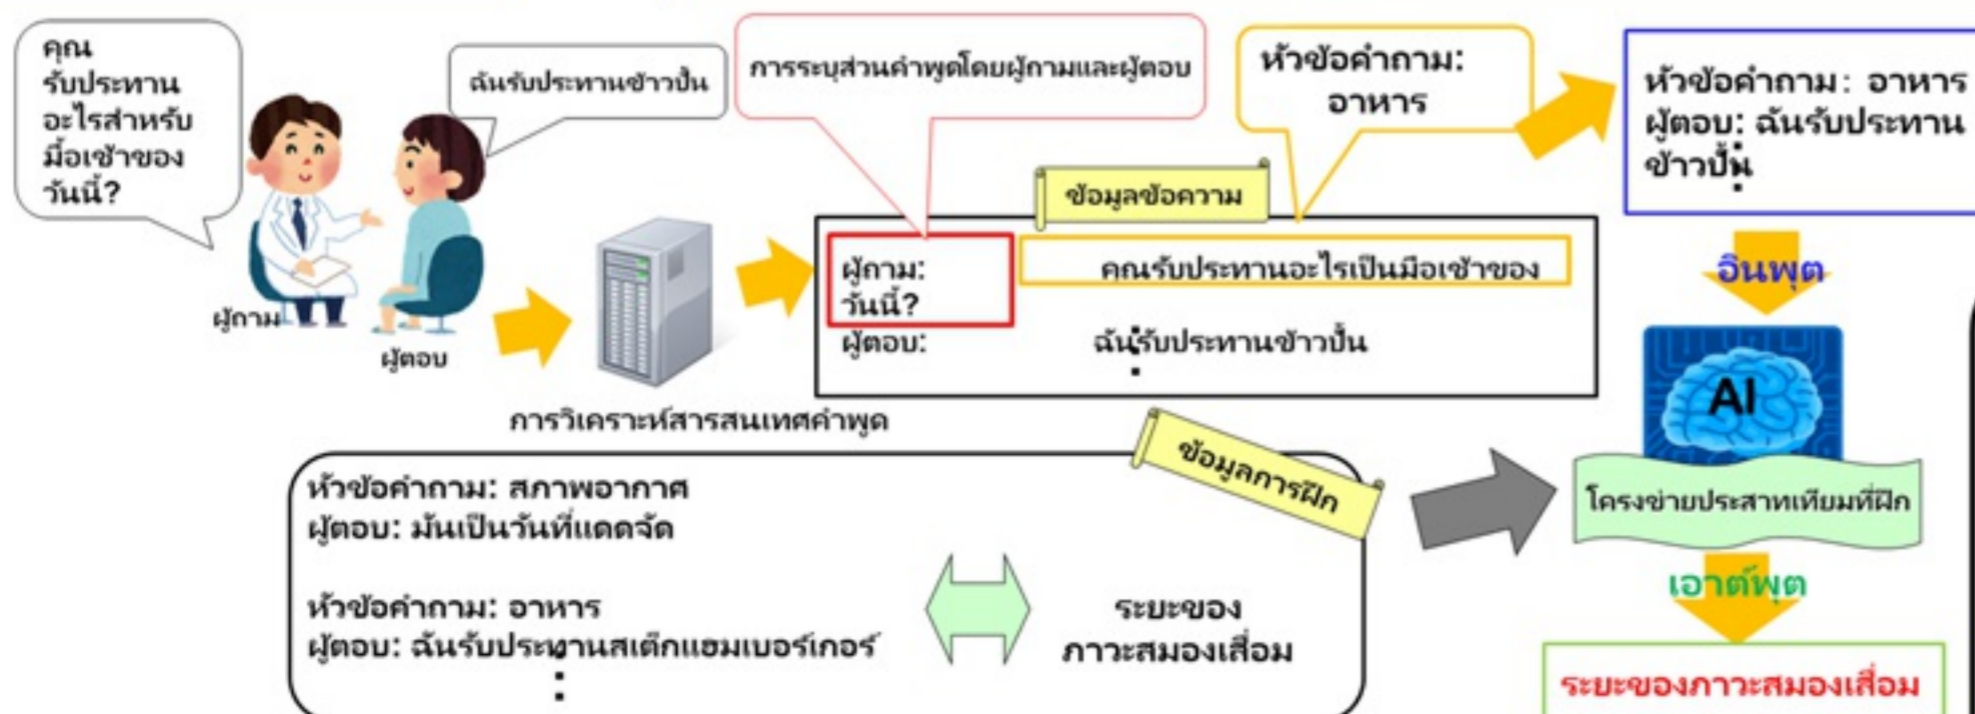 คุณ
รับประทาน
อะไรสำหรับ
มื้อเช้าของ
วันนี้?
ฉันรับประทานข้าวปั้น
การระบุส่วนคำพูดโดยผู้ถามและผู้ตอบ
หัวข้อคำถาม:
อาหาร
หัวข้อคำถาม: อาหาร
ผู้ตอบ: ฉันรับประทาน
ข้าวปั้น
ข้อมูลข้อความ
ผู้ถาม: คุณรับประทานอะไรเป็นมื้อเช้าของ
วันนี้?
ผู้ตอบ: ฉันรับประทานข้าวปั้น
ผู้ถาม
ผู้ตอบ
อินพุต
AI
การวิเคราะห์สารสนเทศคำพูด
ข้อมูลการฝึก
หัวข้อคำถาม: สภาพอากาศ
ผู้ตอบ: มันเป็นวันที่แดดจัด
หัวข้อคำถาม: อาหาร
ผู้ตอบ: ฉันรับประทานสเต๊กแฮมเบอร์เกอร์
ระยะของ
ภาวะสมองเสื่อม
โครงข่ายประสาทเทียมที่ฝึก
เอาต์พุต
ระยะของภาวะสมองเสื่อม